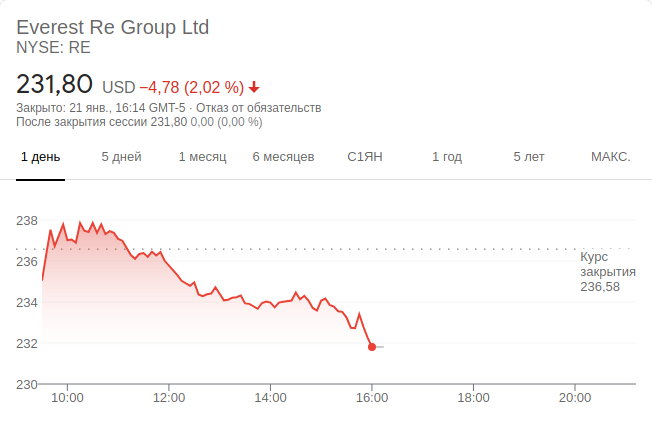 Everest Re Group Ltd
NYSE: RE
231,80 USD −4,78 (2,02 %)
Закрыто: 21 янв., 16:14 GMT-5 · Отказ от обязательств
После закрытия сессии 231,80 0,00 (0,00 %)
1 день 5 дней 1 месяц 6 месяцев С1ЯН 1 год 5 лет МАКС.
238
236
234
232
230
Курс
закрытия
236,58
10:00 12:00 14:00 16:00 18:00 20:00